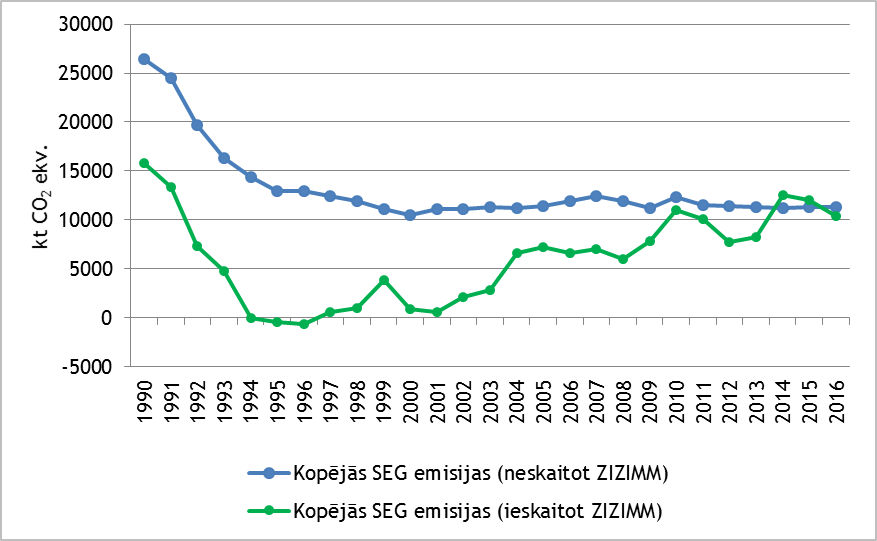 30000
25000
20000
15000
10000
5000
0
-5000
kt CO₂ ekv.
1990 1991 1992 1993 1994 1995 1996 1997 1998 1999 2000 2001 2002 2003 2004 2005 2006 2007 2008 2009 2010 2011 2012 2013 2014 2015 2016
Kopējās SEG emisijas (neskaitot ZIZIMM)
Kopējās SEG emisijas (ieskaitot ZIZIMM)